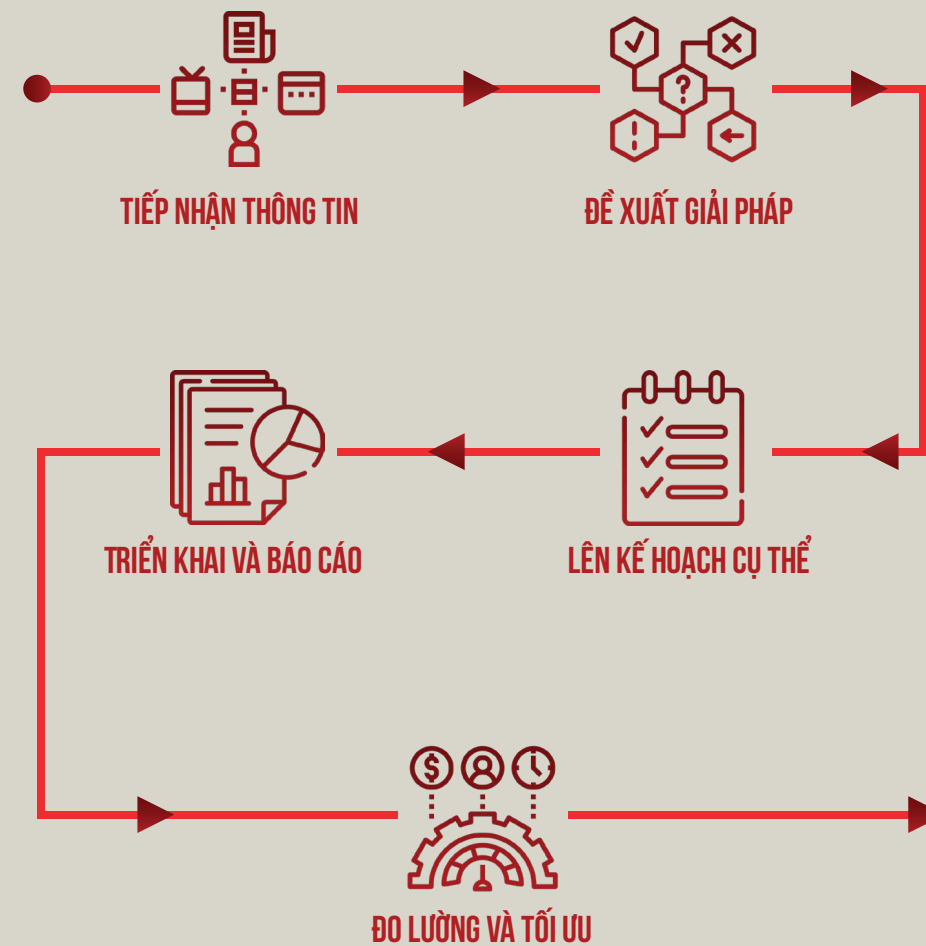 TIẾP NHẬN THÔNG TIN
ĐỀ XUẤT GIẢI PHÁP
LÊN KẾ HOẠCH CỤ THỂ
TRIỂN KHAI VÀ BÁO CÁO
ĐO LƯỜNG VÀ TỐI ƯU